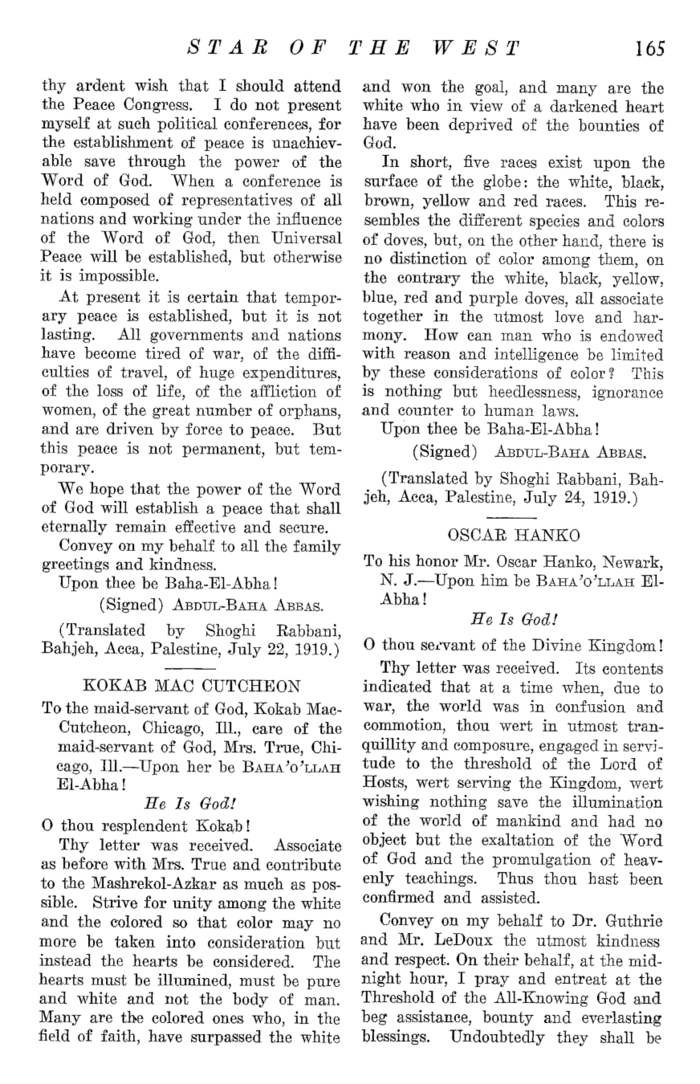 STAR OF THE WEST 165
thy ardent wish that I should attend
the Peace Congress. I do not present
myself at such political conferences, for
the establishment of peace is unachiev-
able save through the power of the
Word of God. When a conference is
held composed of representatives of all
nations and working under the influence
of the Word of God, then Universal
Peace will be established, but otherwise
it is impossible.
At present it is certain that tempor-
ary peace is established, but it is not
lasting. All governments and nations
have become tired of war, of the diffi-
culties of travel, of huge expenditures,
of the loss of life, of the affliction of
women, of the great number of orphans,
and are driven by force to peace. But
this peace is not permanent, but tem-
porary.
We hope that the power of the Word
of God will establish a peace that shall
eternally remain effective and secure.
Convey on my behalf to all the family
greetings and kindness.
Upon thee be Baha-El-Abha!
(Signed) ABDUL-BAHA ABBAS.
(Translated by Shoghi Rabbani,
Bahjeh, Acca, Palestine, July 22, 1919.)
KOKAB MAC CUTCHEON
To the maid-servant of God, Kokab Mac-
Cutcheon, Chicago, Ill., care of the
maid-servant of God, Mrs. True, Chi-
cago, Ill.—Upon her be BAHA'O'LLAH
El-Abha!
He Is God!
O thou resplendent Kokab!
Thy letter was received. Associate
as before with Mrs. True and contribute
to the Mashrekol-Azkar as much as pos-
sible. Strive for unity among the white
and the colored so that color may no
more be taken into consideration but
instead the hearts be considered. The
hearts must be illumined, must be pure
and white and not the body of man.
Many are the colored ones who, in the
field of faith, have surpassed the white
and won the goal, and many are the
white who in view of a darkened heart
have been deprived of the bounties of
God.
In short, five races exist upon the
surface of the globe: the white, black,
brown, yellow and red races. This re-
sembles the different species and colors
of doves, but, on the other hand, there is
no distinction of color among them, on
the contrary the white, black, yellow,
blue, red and purple doves, all associate
together in the utmost love and har-
mony. How can man who is endowed
with reason and intelligence be limited
by these considerations of color? This
is nothing but heedlessness, ignorance
and counter to human laws.
Upon thee be Baha-El-Abha!
(Signed) ABDUL-BAHA ABBAS.
(Translated by Shoghi Rabbani, Bah-
jeh, Acca, Palestine, July 24, 1919.)
OSCAR HANKO
To his honor Mr. Oscar Hanko, Newark,
N. J.—Upon him be BAHA'O'LLAH El-
Abha!
He Is God!
O thou servant of the Divine Kingdom!
Thy letter was received. Its contents
indicated that at a time when, due to
war, the world was in confusion and
commotion, thou wert in utmost tran-
quillity and composure, engaged in servi-
tude to the threshold of the Lord of
Hosts, wert serving the Kingdom, wert
wishing nothing save the illumination
of the world of mankind and had no
object but the exaltation of the Word
of God and the promulgation of heav-
enly teachings. Thus thou hast been
confirmed and assisted.
Convey on my behalf to Dr. Guthrie
and Mr. LeDoux the utmost kindness
and respect. On their behalf, at the mid-
night hour, I pray and entreat at the
Threshold of the All-Knowing God and
beg assistance, bounty and everlasting
blessings. Undoubtedly they shall be